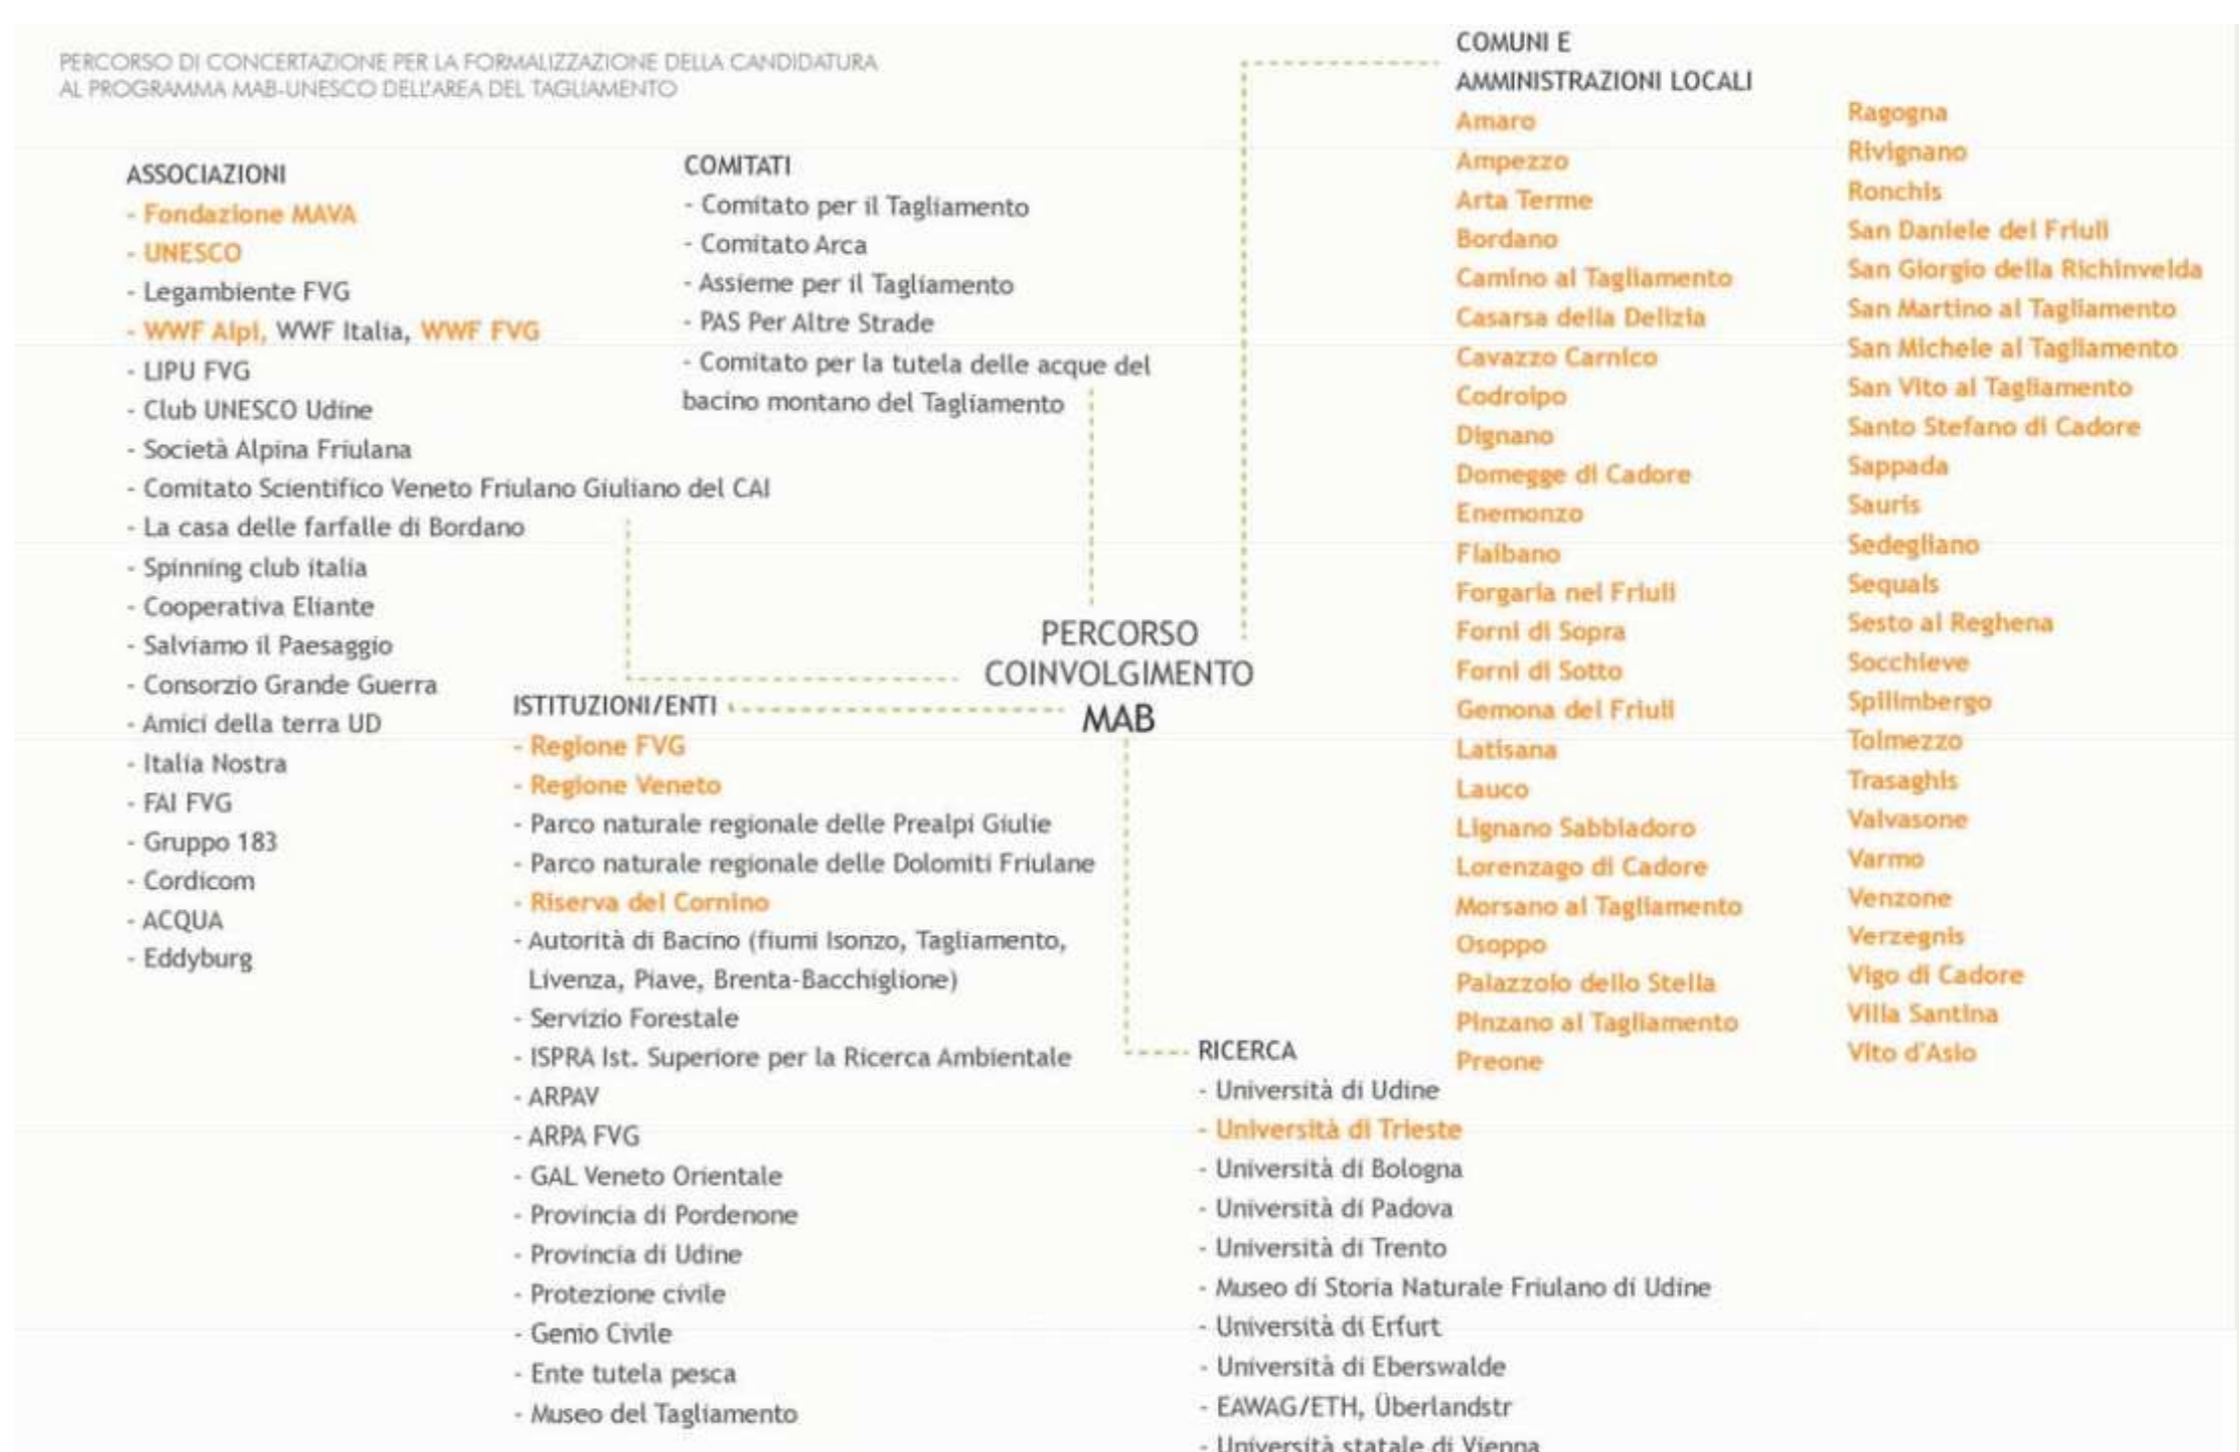 PERCORSO DI CONCERTAZIONE PER LA FORMALIZZAZIONE DELLA CANDIDATURA
AL PROGRAMMA MAB-UNESCO DELL'AREA DEL TAGLIAMENTO
ASSOCIAZIONI
- Fondazione MAVA
- UNESCO
- Legambiente FVG
- WWF Alpi, WWF Italia, WWF FVG
- LIPU FVG
- Club UNESCO Udine
- Società Alpina Friulana
- Comitato Scientifico Veneto Friulano Giuliano del CAI
- La casa delle farfalle di Bordano
- Spinning club italia
- Cooperativa Eliante
- Salviamo il Paesaggio
- Consorzio Grande Guerra
- Amici della terra UD
- Italia Nostra
- FAI FVG
- Gruppo 183
- Cordicom
- ACQUA
- Eddyburg
COMITATI
- Comitato per il Tagliamento
- Comitato Arca
- Assieme per il Tagliamento
- PAS Per Altre Strade
- Comitato per la tutela delle acque del
bacino montano del Tagliamento
PERCORSO
COINVOLGIMENTO
MAB
ISTITUZIONI/ENTI
- Regione FVG
- Regione Veneto
- Parco naturale regionale delle Prealpi Giulie
- Parco naturale regionale delle Dolomiti Friulane
- Riserva del Cornino
- Autorità di Bacino (fiumi Isonzo, Tagliamento,
Livenza, Piave, Brenta-Bacchiglione)
- Servizio Forestale
- ISPRA Ist. Superiore per la Ricerca Ambientale
- ARPAV
- ARPA FVG
- GAL Veneto Orientale
- Provincia di Pordenone
- Provincia di Udine
- Protezione civile
- Genio Civile
- Ente tutela pesca
- Museo del Tagliamento
COMUNI E
AMMINISTRAZIONI LOCALI
Amaro
Ampezzo
Arta Terme
Bordano
Camino al Tagliamento
Casarsa della Delizia
Cavazzo Carnico
Codroipo
Dignano
Domegge di Cadore
Enemonzo
Flaibano
Forgaria nel Friuli
Forni di Sopra
Forni di Sotto
Gemona del Friuli
Latisana
Lauco
Lignano Sabbiadoro
Lorenzago di Cadore
Morsano al Tagliamento
Osoppo
Palazzolo dello Stella
Pinzano al Tagliamento
Preone
Ragogna
Rivignano
Ronchis
San Daniele del Friuli
San Giorgio della Richinvelda
San Martino al Tagliamento
San Michele al Tagliamento
San Vito al Tagliamento
Santo Stefano di Cadore
Sappada
Sauris
Sedegliano
Sequals
Sesto al Reghena
Socchieve
Spilimbergo
Tolmezzo
Trasaghis
Valvasone
Varmo
Venzone
Verzegnis
Vigo di Cadore
Villa Santina
Vito d'Asio
RICERCA
- Università di Udine
- Università di Trieste
- Università di Bologna
- Università di Padova
- Università di Trento
- Museo di Storia Naturale Friulano di Udine
- Università di Erfurt
- Università di Eberswalde
- EAWAG/ETH, Überlandstr
- Università statale di Vienna